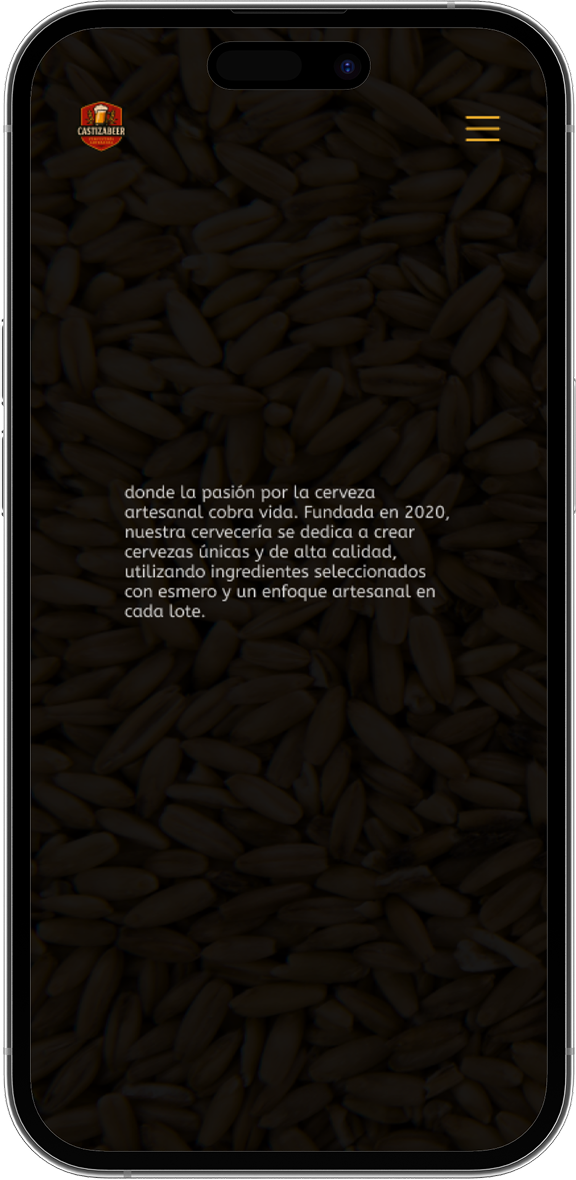 CASTIZABEER
donde la pasión por la cerveza
artesanal cobra vida. Fundada en 2020,
nuestra cervecería se dedica a crear
cervezas únicas y de alta calidad,
utilizando ingredientes seleccionados
con esmero y un enfoque artesanal en
cada lote.